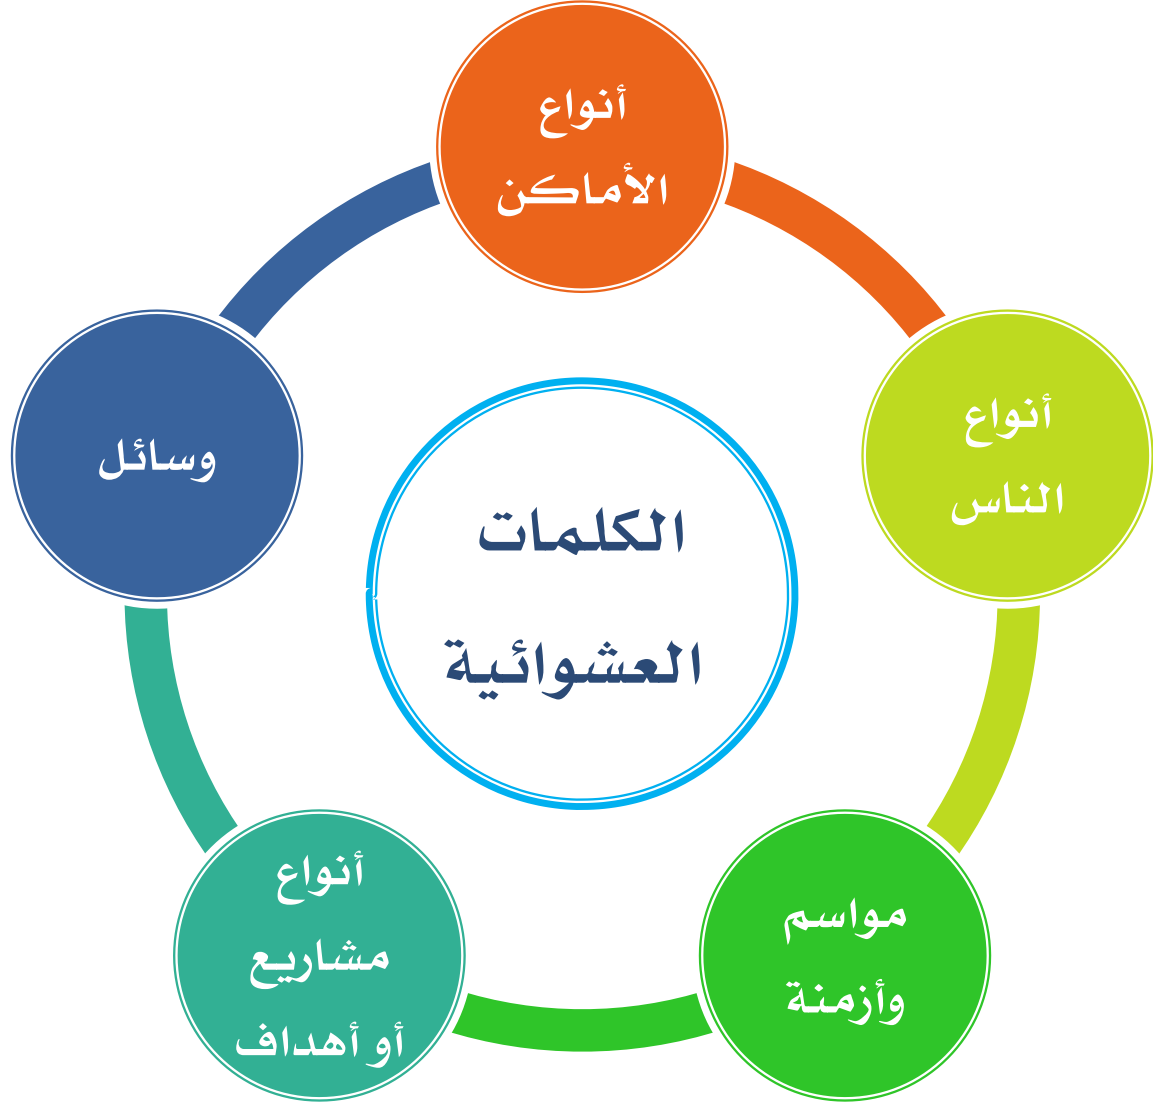 أنواع
الأماكن
أنواع
الناس
وسائل
الكلمات
العشوائية
مواسم
وأزمنة
أنواع
مشاريع
أو أهداف